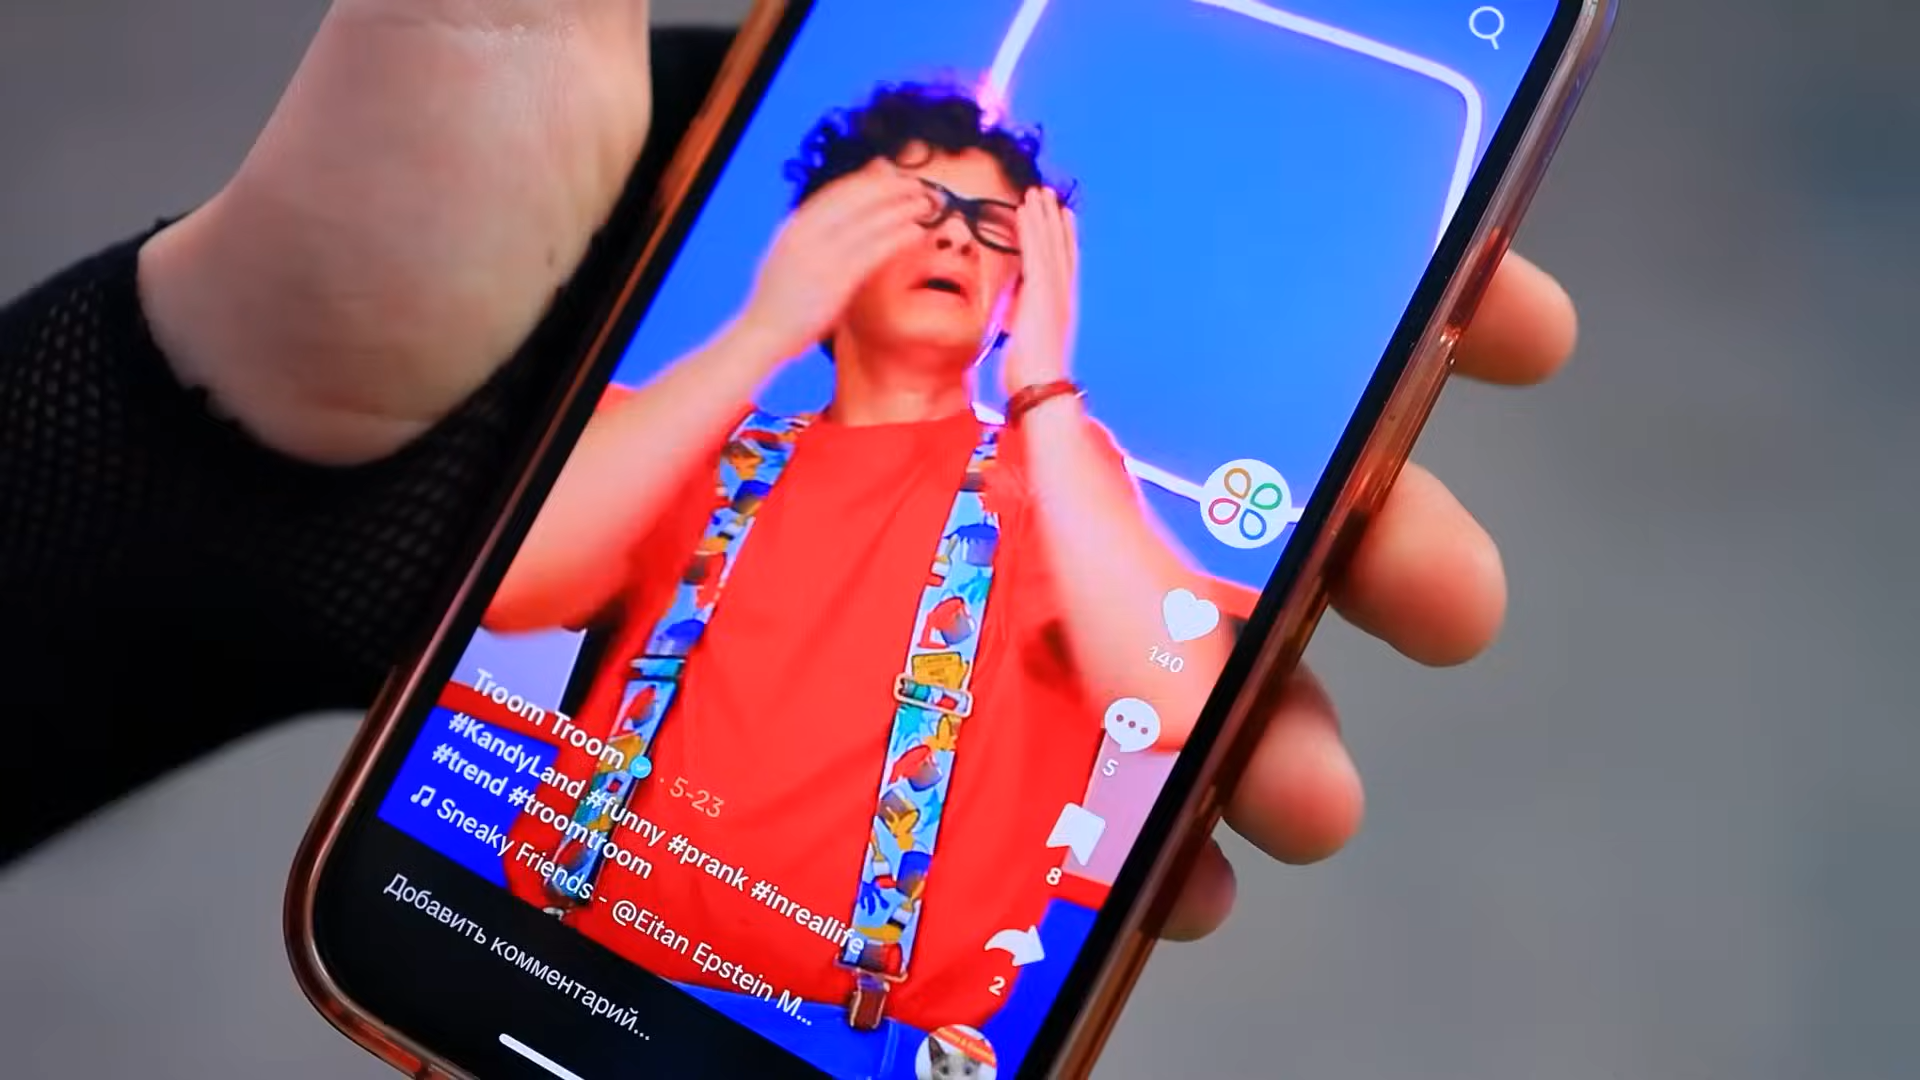 140
5
8
2
Troom Troom · 5-23
#KandyLand #funny #prank #inreallife
#trend #troomtroom
Sneaky Friends - @Eitan Epstein M...
Добавить комментарий...